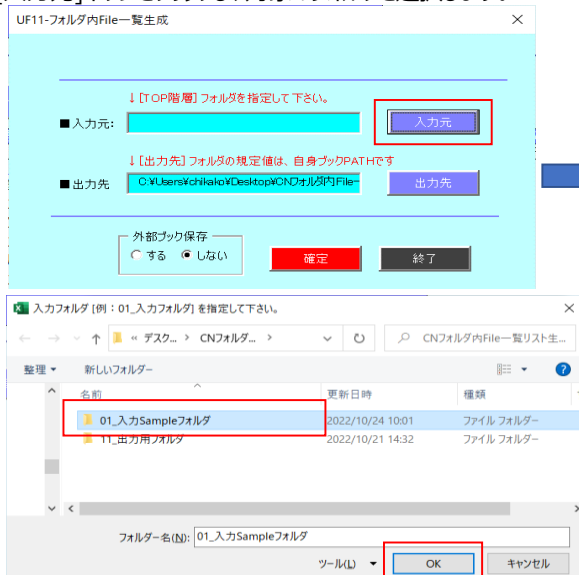 UF11-フォルダ内File一覧生成
↓ [TOP階層] フォルダを指定して下さい。
■入力元:
入力元
↓ [出力先] フォルダの規定値は、自身ブックPATHです
■出力先
C:¥Users¥chikako¥Desktop¥CNフォルダ内File一
出力先
外部ブック保存
する
しない
確定
終了
入力フォルダ [例：01_入力フォルダ] を指定して下さい。
« デスク... › CNフォルダ... ›
CNフォルダ内File一覧リスト生...
整理
新しいフォルダー
名前
更新日時
種類
01_入力Sampleフォルダ
2022/10/24 10:01
ファイル フォルダー
11_出力用フォルダ
2022/10/21 14:32
ファイル フォルダー
フォルダー名(N):
01_入力Sampleフォルダ
ツール(L)
OK
キャンセル